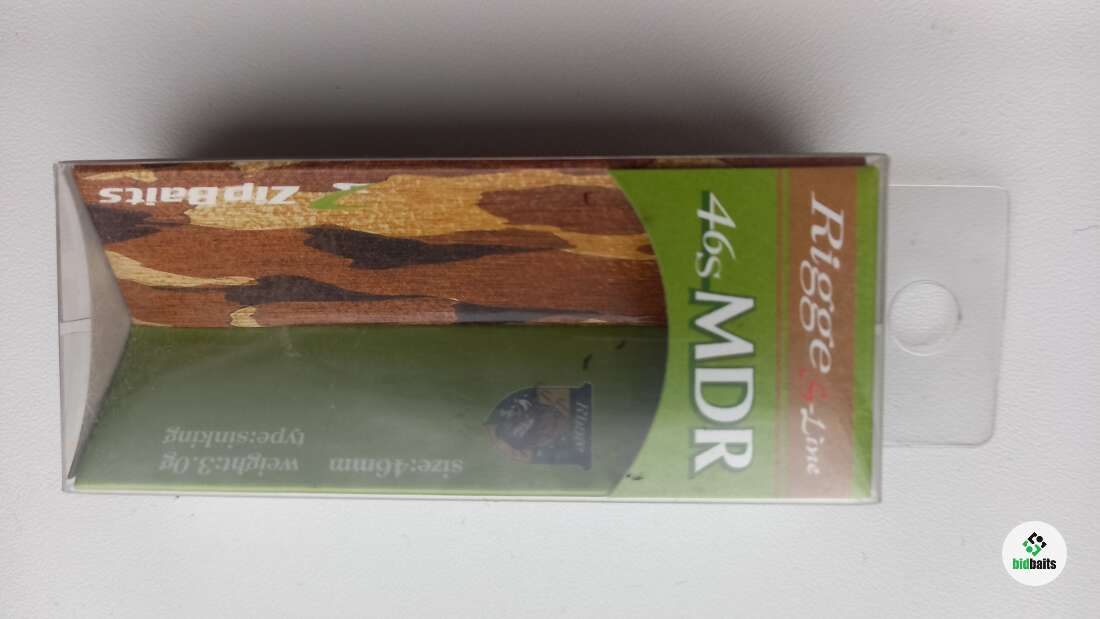 Rigge S-Line
46S MDR
ZipBaits
size:46mm weight:3.0g
type:sinking
Rigge
bidbaits